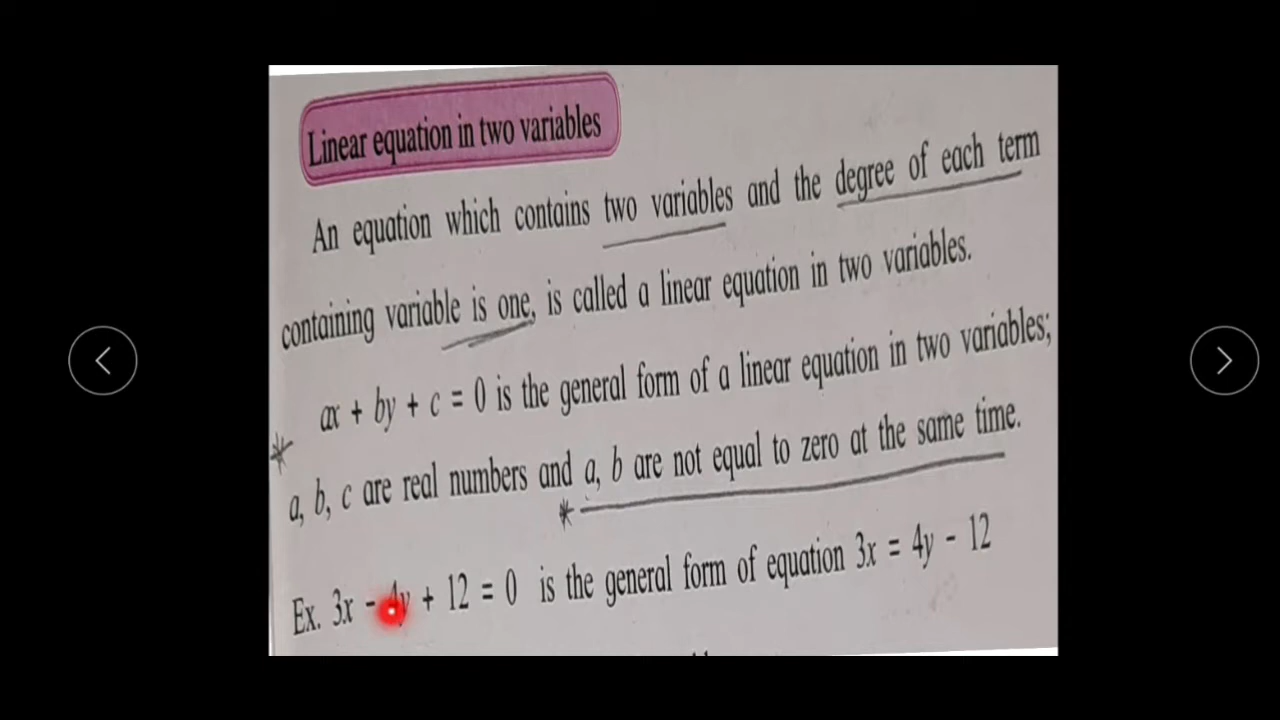 Linear equation in two variables
An equation which contains two variables and the degree of each term
containing variable is one, is called a linear equation in two variables.
ax + by + c = 0 is the general form of a linear equation in two variables;
a, b, c are real numbers and a, b are not equal to zero at the same time.
Ex. 3x - 4y + 12 = 0 is the general form of equation 3x = 4y - 12